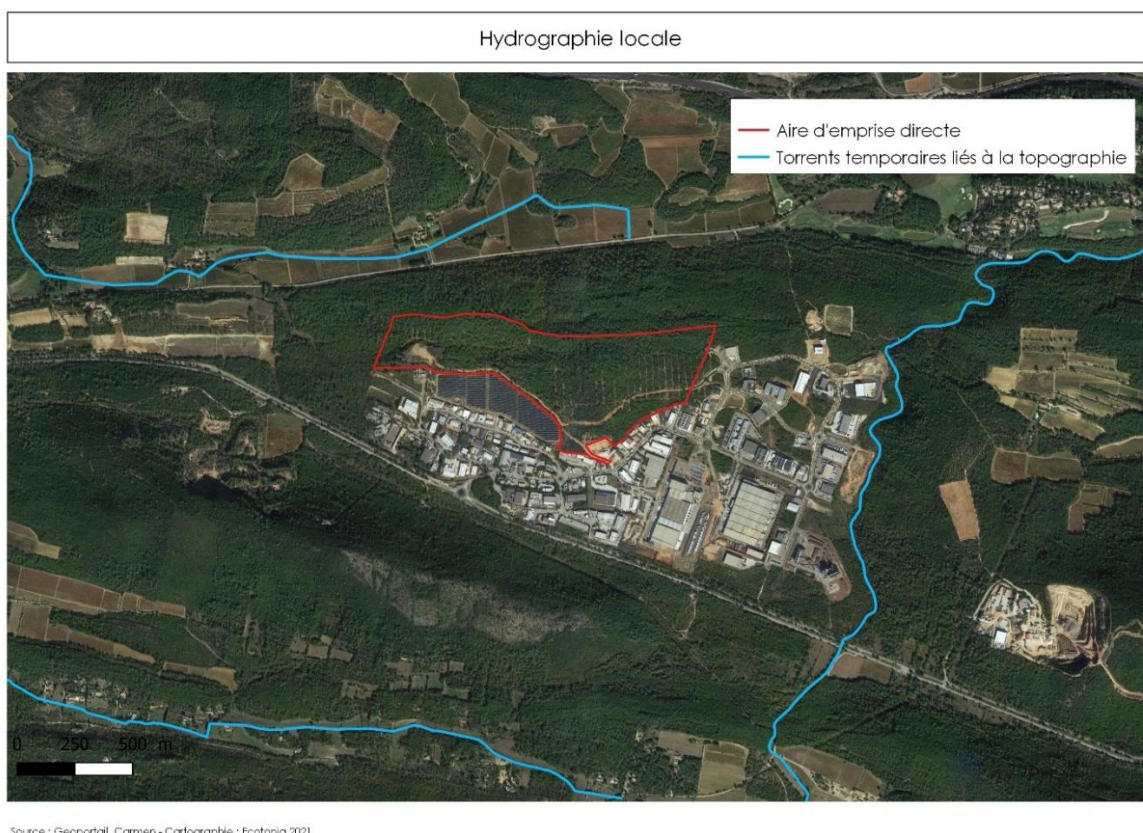 Hydrographie locale
Aire d'emprise directe
Torrents temporaires liés à la topographie
0 250 500 m
Source : Geoportail, Carmen - Cartographie : Ecotonia 2021